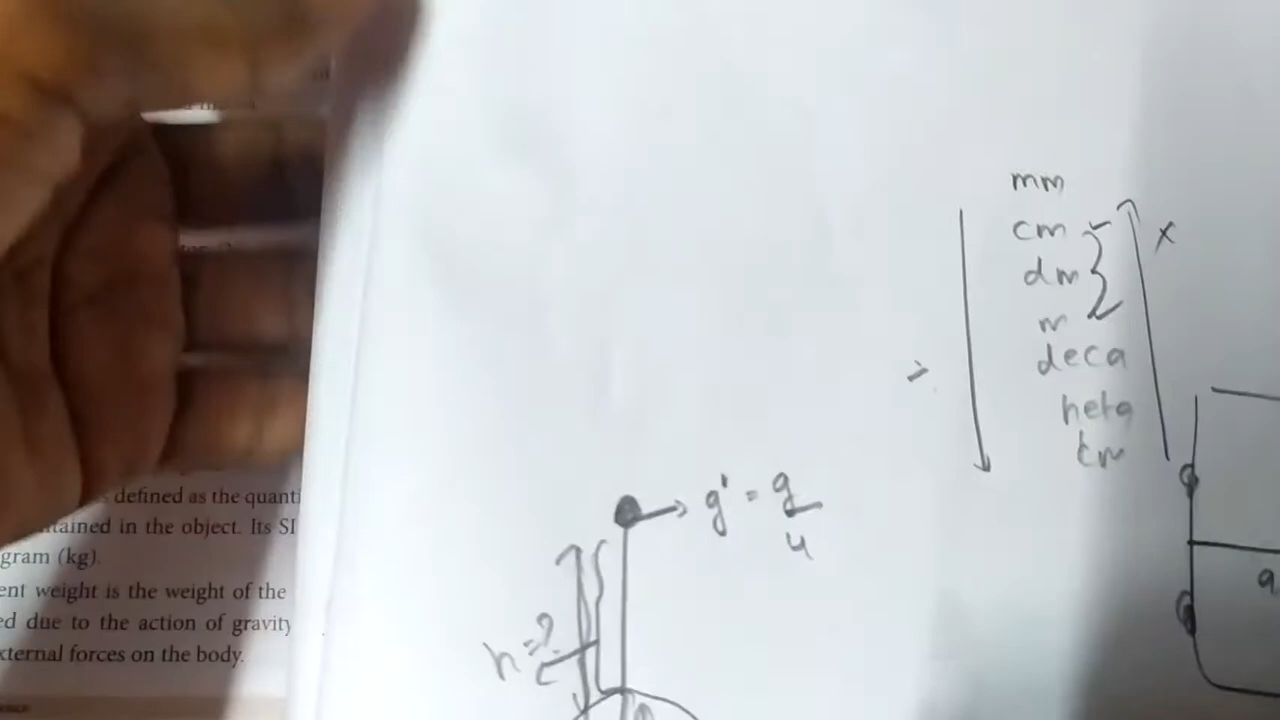 mm
cm
dm
m
deca
heta
km
x
g' = g/4
h = ?
defined as the quanti
tained in the object. Its SI
gram (kg).
ent weight is the weight of the
ed due to the action of gravity
xternal forces on the body.